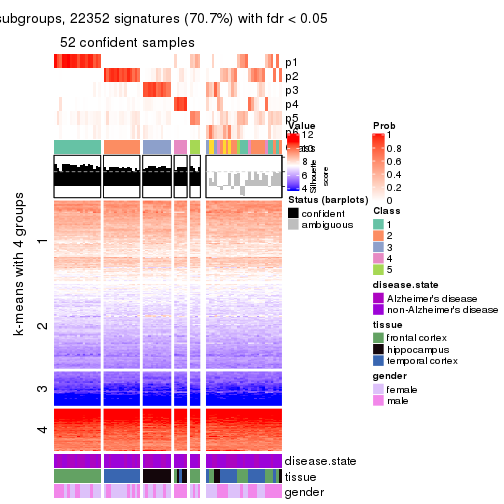 subgroups, 22352 signatures (70.7%) with fdr < 0.05
52 confident samples
p1
p2
p3
p4
p5
k-means with 4 groups
1
2
3
4
Value
12
10
8
6
4
Silhouette
score
Status (barplots)
confident
ambiguous
Prob
1
0.8
0.6
0.4
0.2
0
Class
1
2
3
4
5
disease.state
Alzheimer's disease
non-Alzheimer's disease
tissue
frontal cortex
hippocampus
temporal cortex
gender
female
male
disease.state
tissue
gender